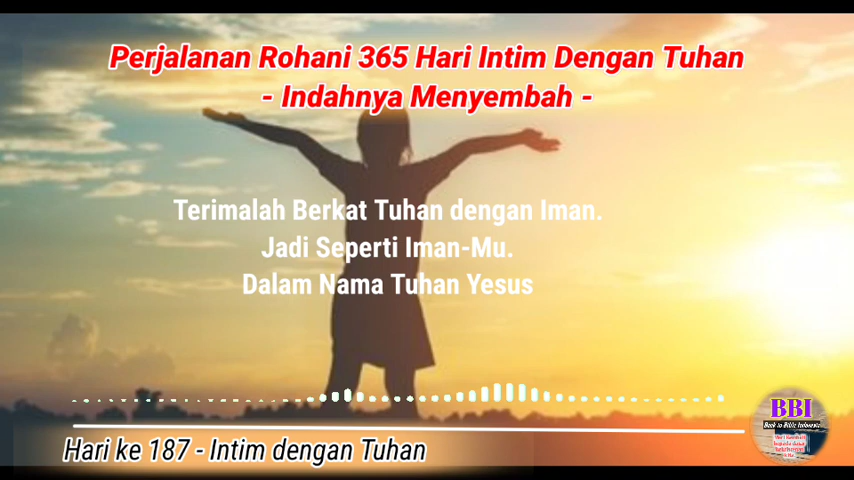 Perjalanan Rohani 365 Hari Intim Dengan Tuhan
- Indahnya Menyembah -
Terimalah Berkat Tuhan dengan Iman.
Jadi Seperti Iman-Mu.
Dalam Nama Tuhan Yesus
Hari ke 187 - Intim dengan Tuhan
BBI
Back to Bible Indonesia